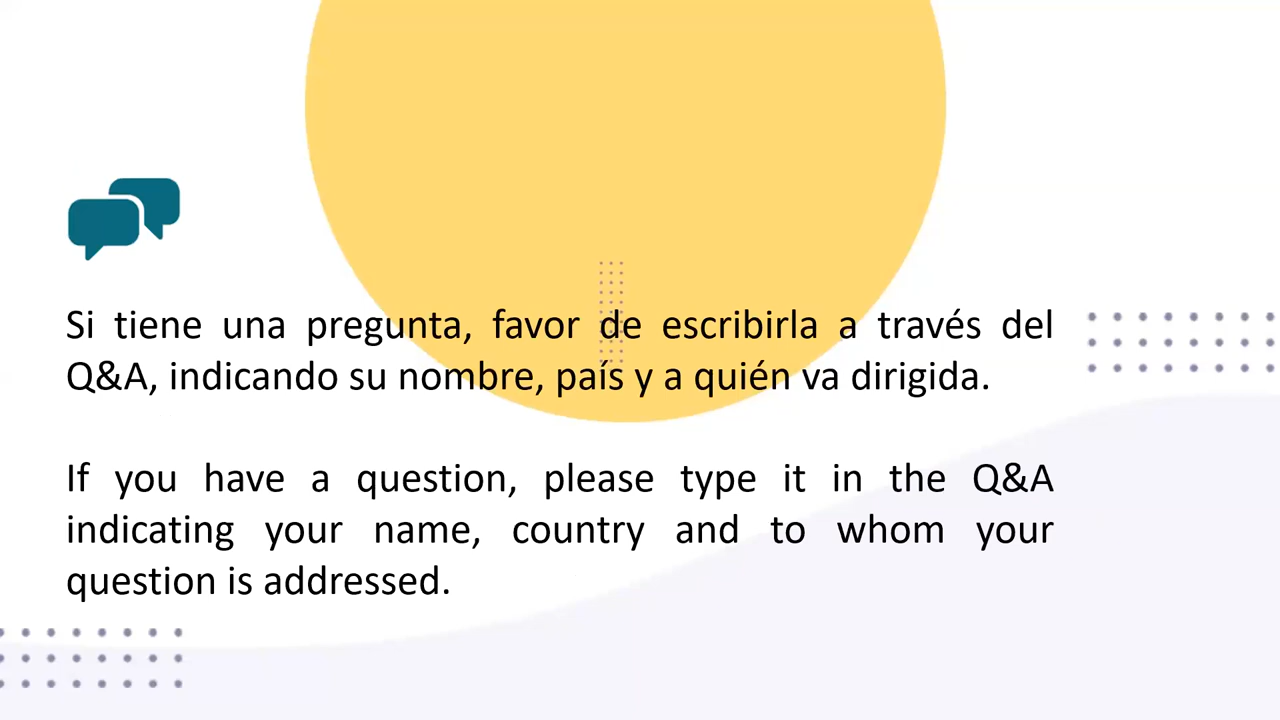 Si tiene una pregunta, favor de escribirla a través del
Q&A, indicando su nombre, país y a quién va dirigida.
If you have a question, please type it in the Q&A
indicating your name, country and to whom your
question is addressed.